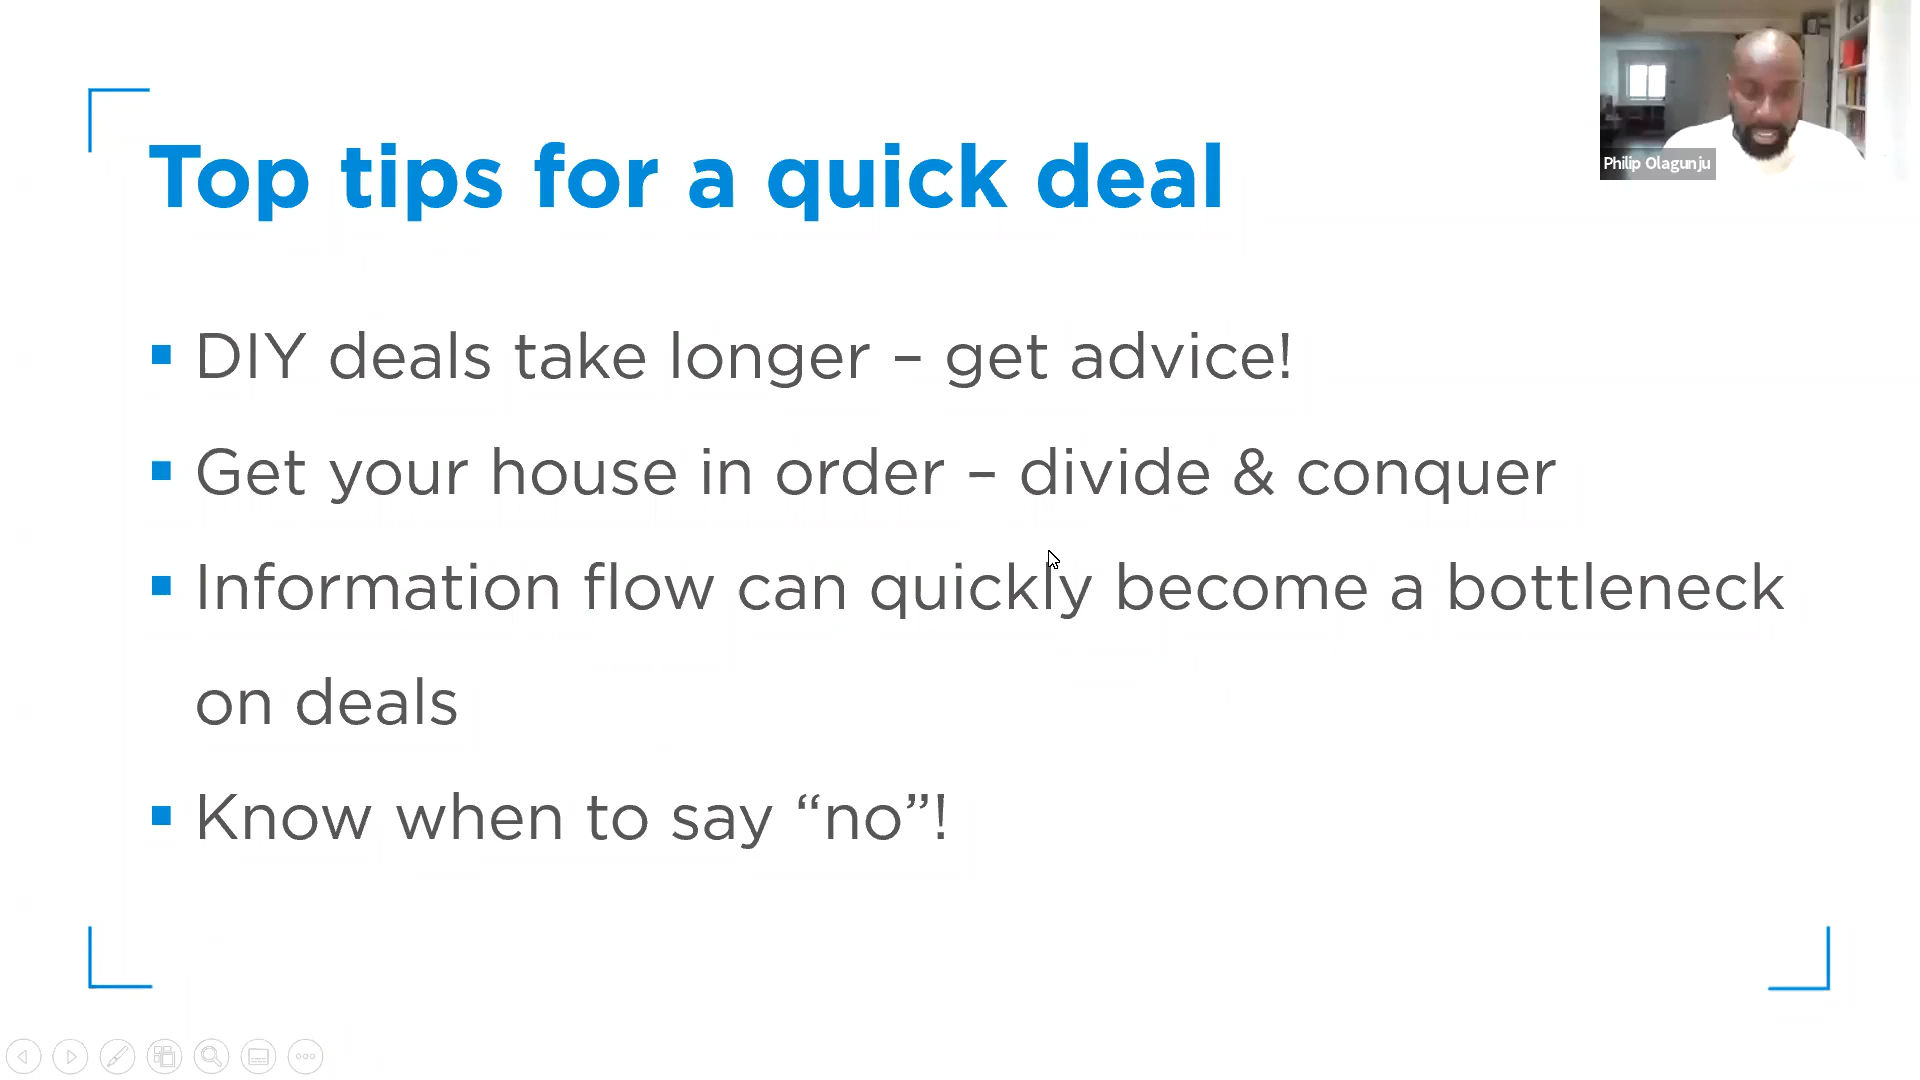 Philip Olagunju
Top tips for a quick deal
▪ DIY deals take longer – get advice!
▪ Get your house in order – divide & conquer
▪ Information flow can quickly become a bottleneck
on deals
▪ Know when to say “no”!